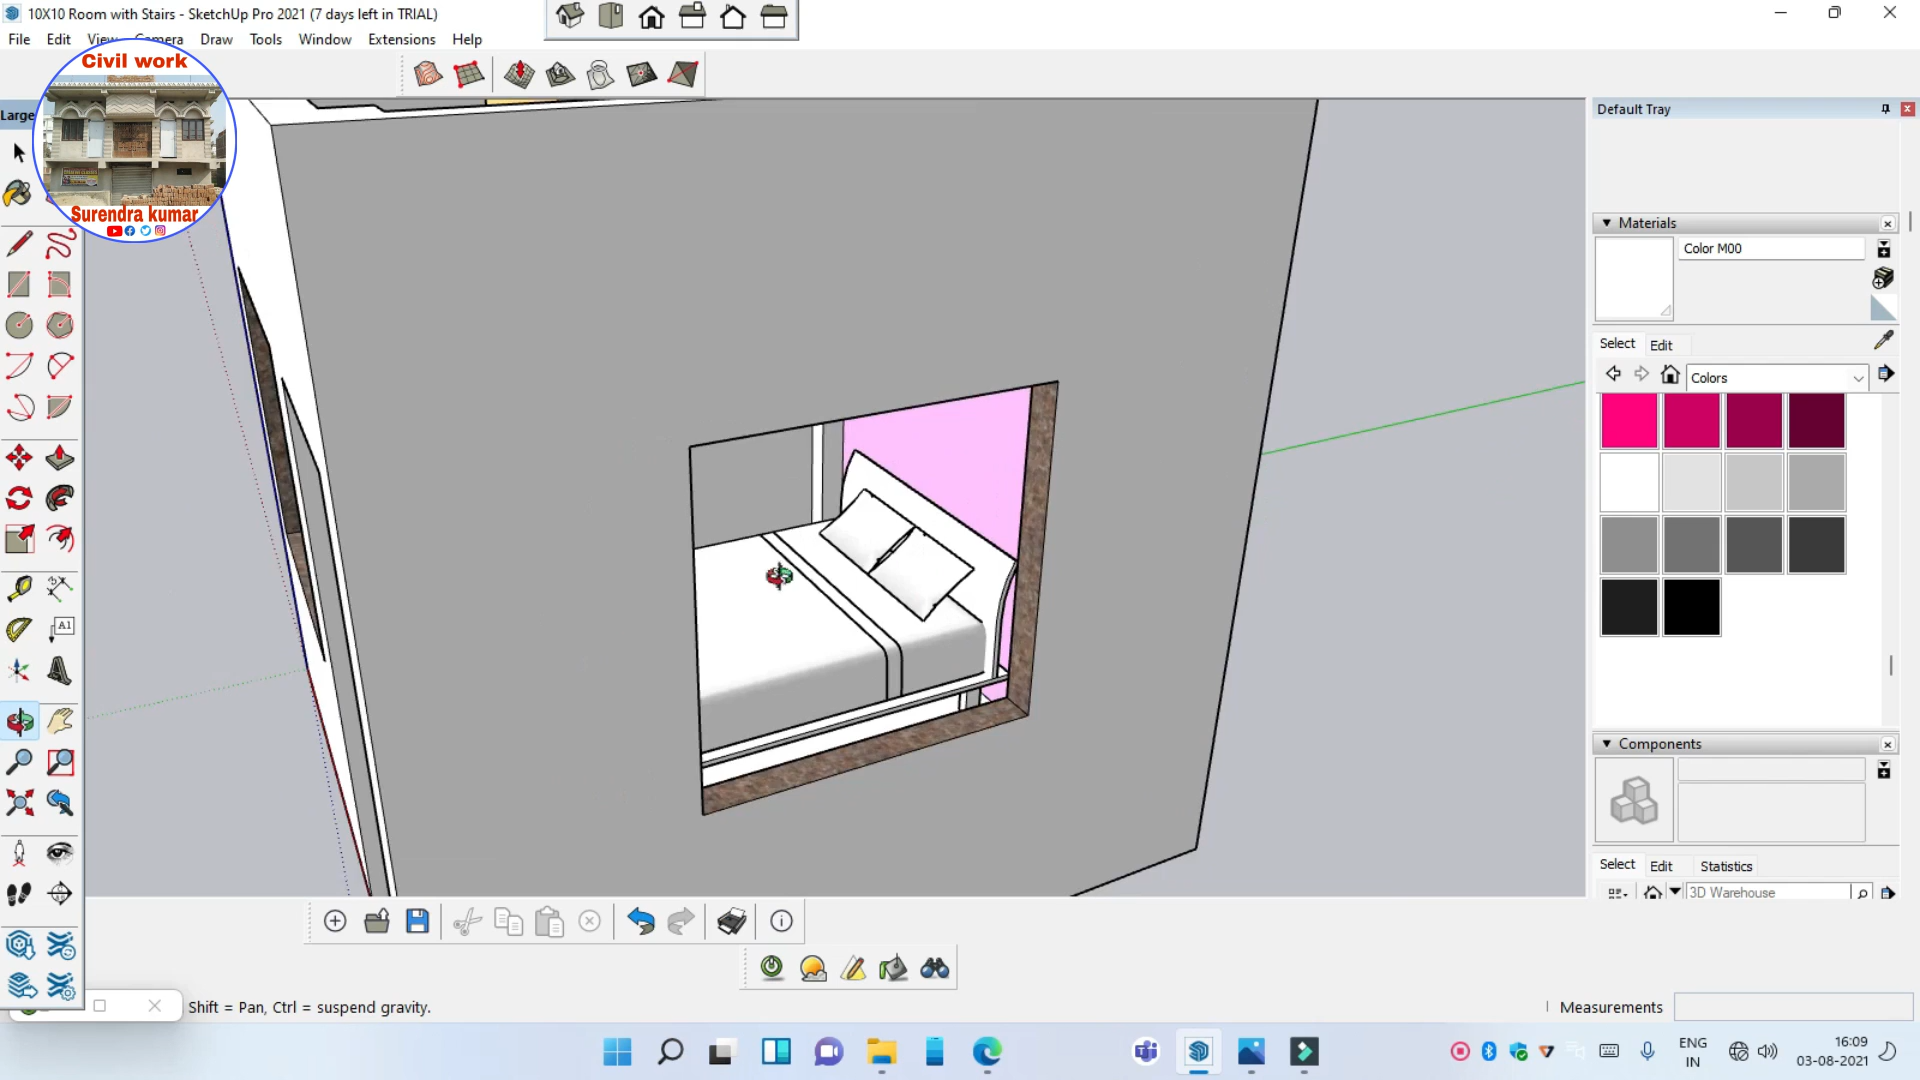 10X10 Room with Stairs - SketchUp Pro 2021 (7 days left in TRIAL)
File Edit View Camera Draw Tools Window Extensions Help
Civil work
Surendra kumar
Large
A1
Default Tray
Materials
Color M00
Select Edit
Colors
Components
Select Edit Statistics
3D Warehouse
Shift = Pan, Ctrl = suspend gravity.
Measurements
ENG
IN
16:09
03-08-2021